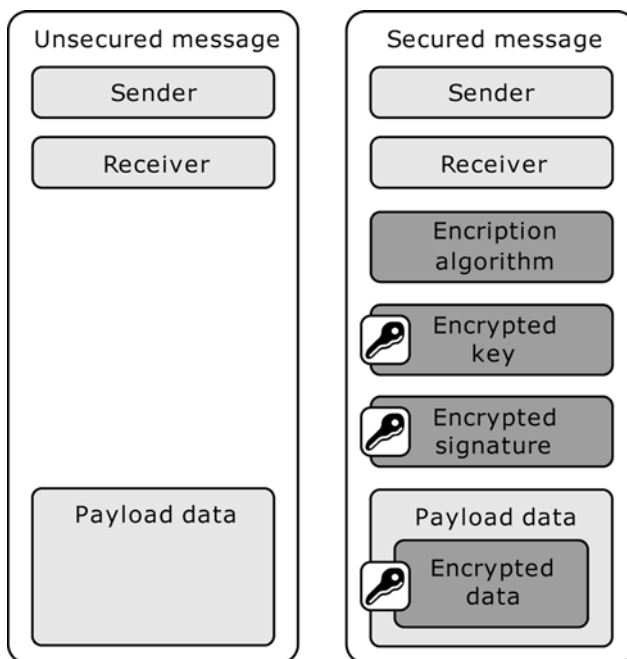 Unsecured message
Sender
Receiver
Payload data
Secured message
Sender
Receiver
Encription
algorithm
Encrypted
key
Encrypted
signature
Payload data
Encrypted
data